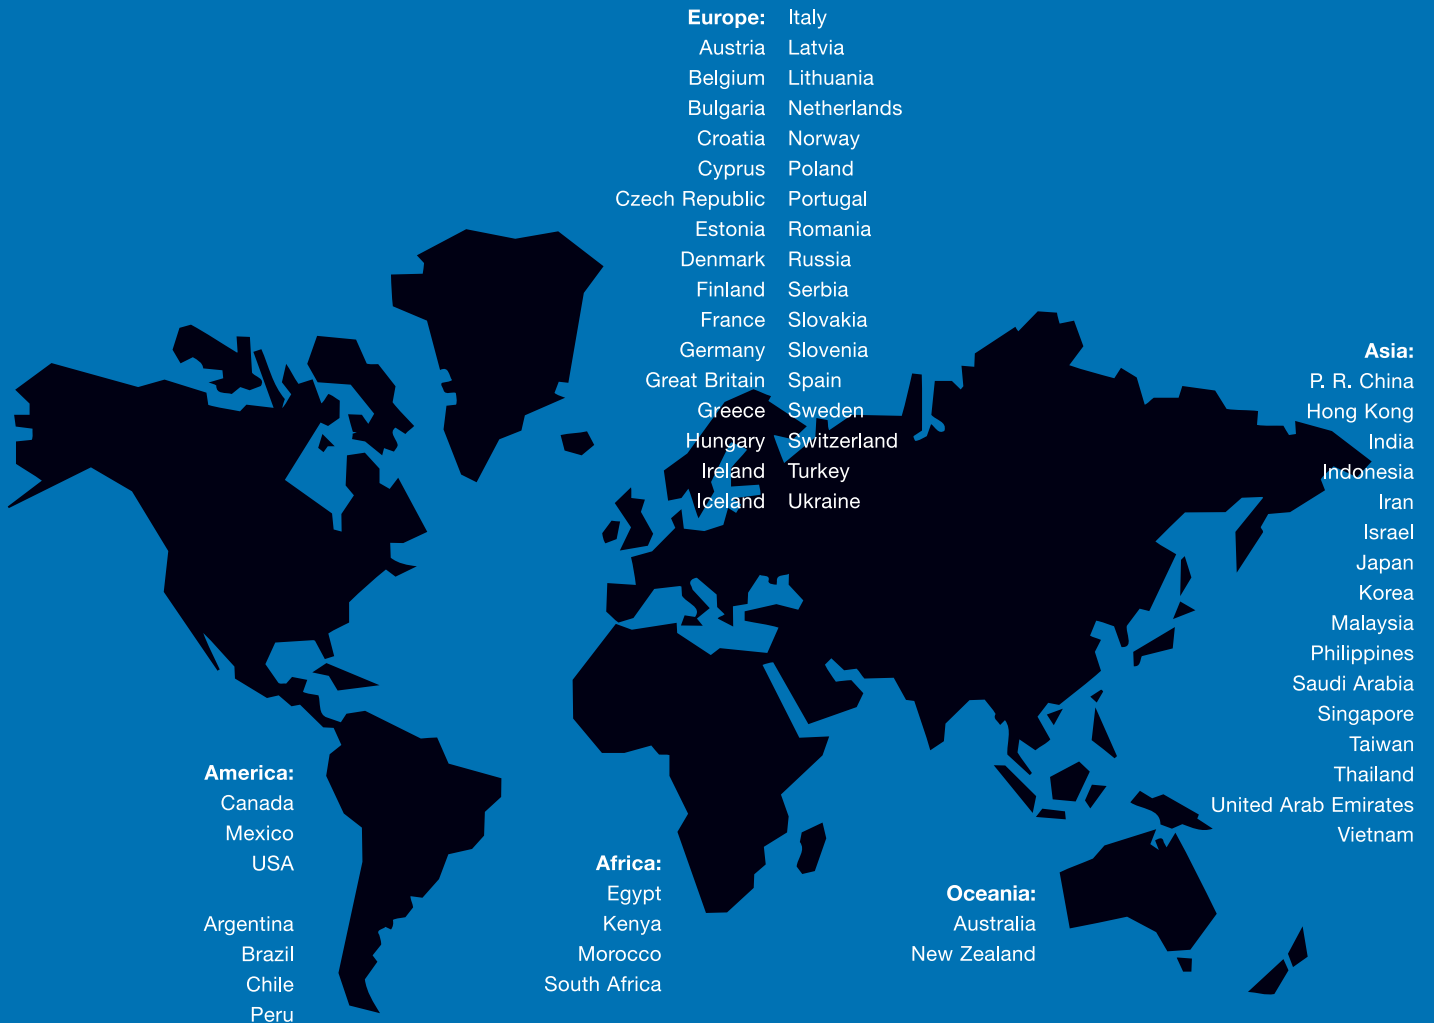 Europe:
Austria
Belgium
Bulgaria
Croatia
Cyprus
Czech Republic
Estonia
Denmark
Finland
France
Germany
Great Britain
Greece
Hungary
Ireland
Iceland
Italy
Latvia
Lithuania
Netherlands
Norway
Poland
Portugal
Romania
Russia
Serbia
Slovakia
Slovenia
Spain
Sweden
Switzerland
Turkey
Ukraine
Asia:
P. R. China
Hong Kong
India
Indonesia
Iran
Israel
Japan
Korea
Malaysia
Philippines
Saudi Arabia
Singapore
Taiwan
Thailand
United Arab Emirates
Vietnam
America:
Canada
Mexico
USA
Argentina
Brazil
Chile
Peru
Africa:
Egypt
Kenya
Morocco
South Africa
Oceania:
Australia
New Zealand